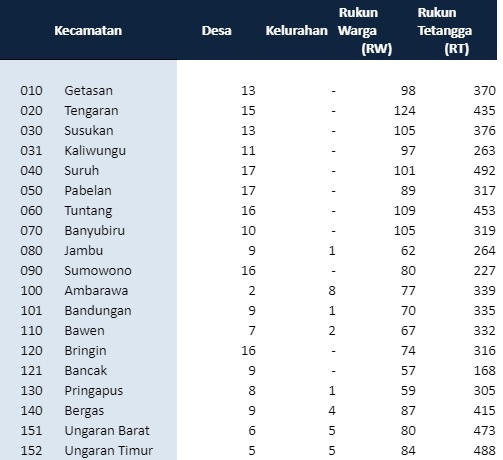 Kecamatan Desa Kelurahan Rukun Warga (RW) Rukun Tetangga (RT)
010 Getasan 13 - 98 370
020 Tengaran 15 - 124 435
030 Susukan 13 - 105 376
031 Kaliwungu 11 - 97 263
040 Suruh 17 - 101 492
050 Pabelan 17 - 89 317
060 Tuntang 16 - 109 453
070 Banyubiru 10 - 105 319
080 Jambu 9 1 62 264
090 Sumowono 16 - 80 227
100 Ambarawa 2 8 77 339
101 Bandungan 9 1 70 335
110 Bawen 7 2 67 332
120 Bringin 16 - 74 316
121 Bancak 9 - 57 168
130 Pringapus 8 1 59 305
140 Bergas 9 4 87 415
151 Ungaran Barat 6 5 80 473
152 Ungaran Timur 5 5 84 488